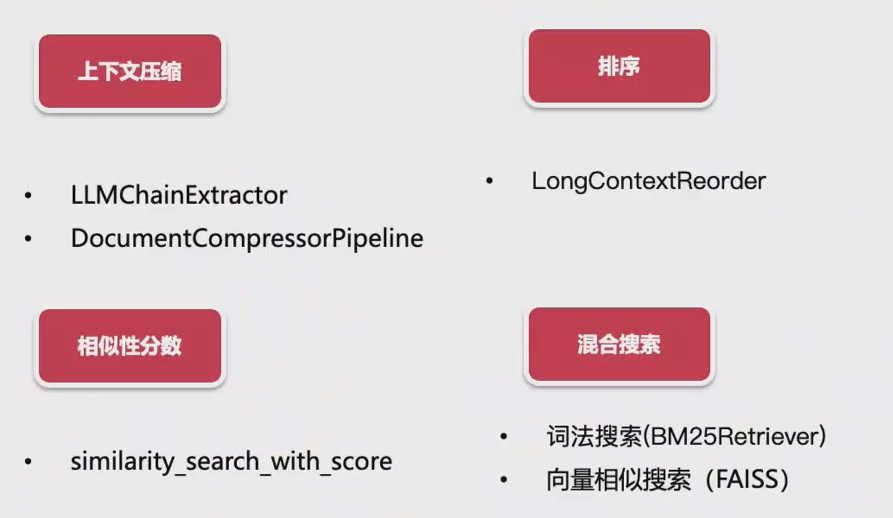 上下文压缩
• LLMChainExtractor
• DocumentCompressorPipeline
排序
• LongContextReorder
相似性分数
• similarity_search_with_score
混合搜索
• 词法搜索(BM25Retriever)
• 向量相似搜索（FAISS）